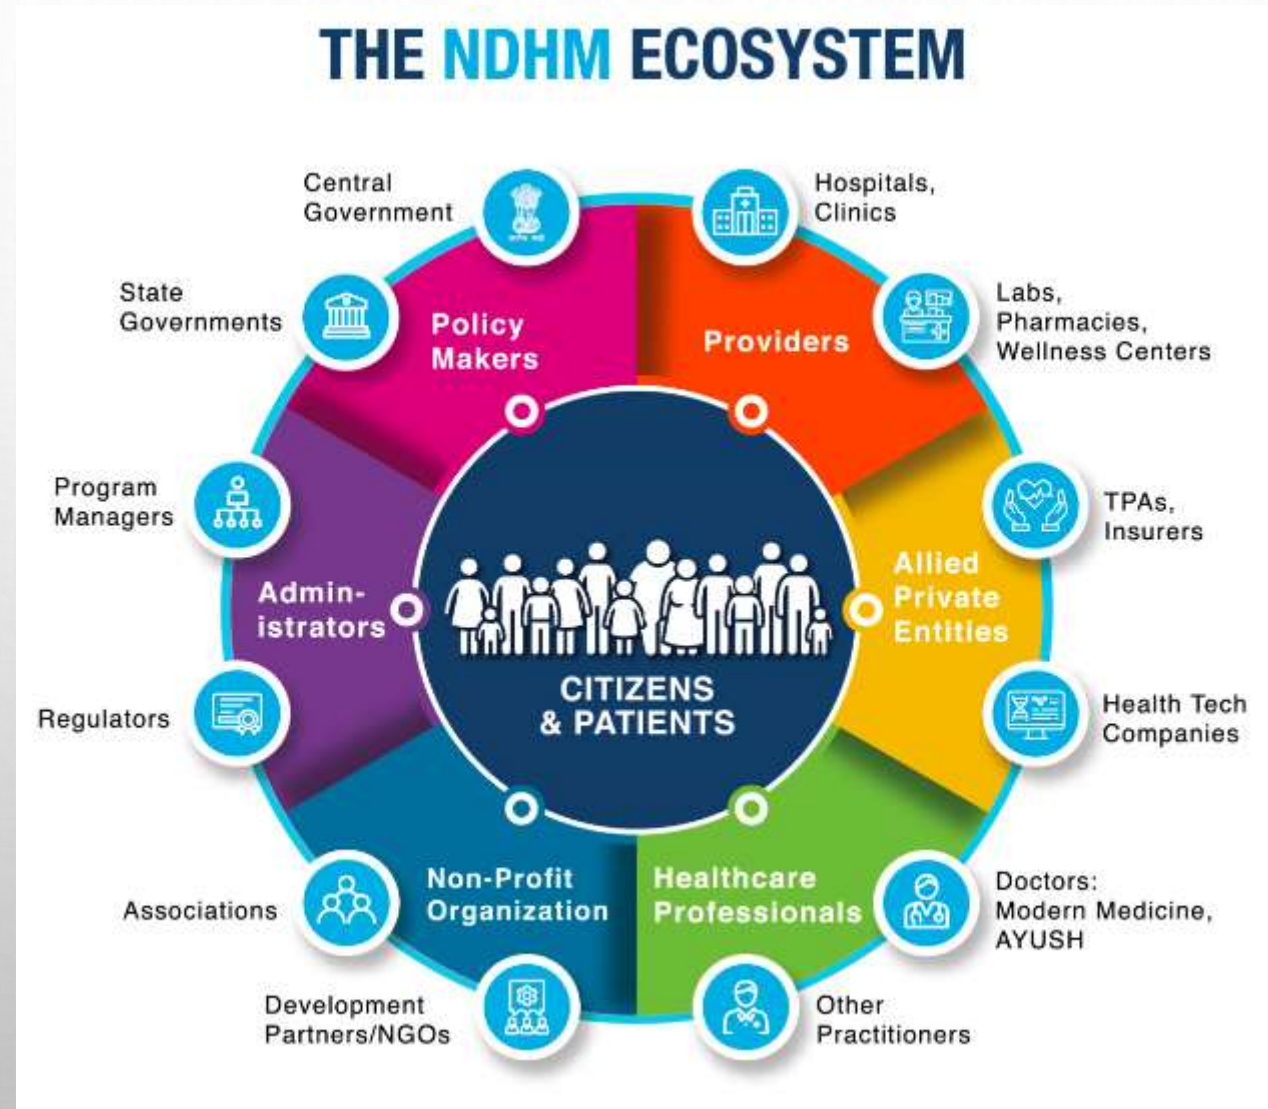 THE NDHM ECOSYSTEM
Central
Government
Hospitals,
Clinics
State
Governments
Labs,
Pharmacies,
Wellness Centers
Policy
Makers
Providers
Program
Managers
TPAs,
Insurers
Admin-
istrators
Allied
Private
Entities
CITIZENS
& PATIENTS
Regulators
Health Tech
Companies
Non-Profit
Organization
Healthcare
Professionals
Associations
Doctors:
Modern Medicine,
AYUSH
Development
Partners/NGOs
Other
Practitioners